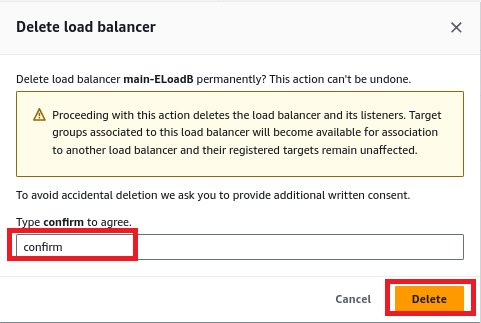 Delete load balancer
Delete load balancer main-ELoadB permanently? This action can't be undone.
Proceeding with this action deletes the load balancer and its listeners. Target
groups associated to this load balancer will become available for association
to another load balancer and their registered targets remain unaffected.
To avoid accidental deletion we ask you to provide additional written consent.
Type confirm to agree.
confirm
Cancel Delete